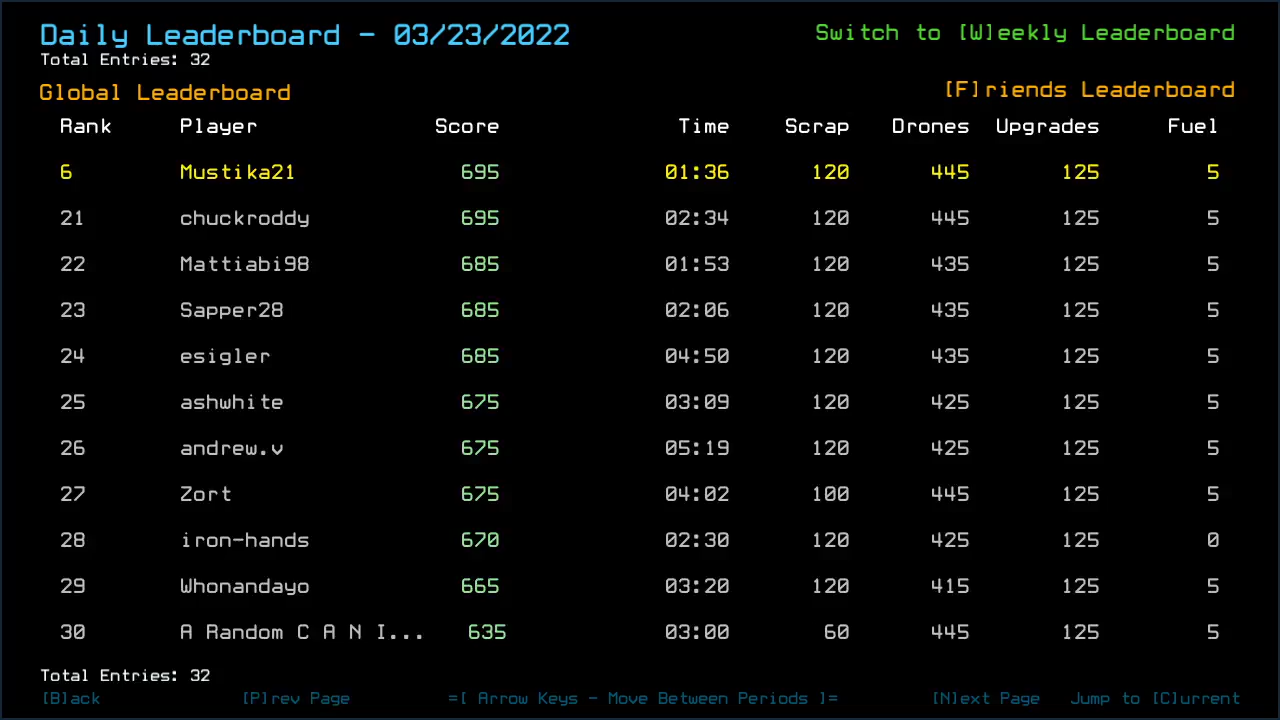 Daily Leaderboard - 03/23/2022 Switch to [W]eekly Leaderboard
Total Entries: 32
Global Leaderboard [F]riends Leaderboard
Rank Player Score Time Scrap Drones Upgrades Fuel
6 Mustika21 695 01:36 120 445 125 5
21 chuckroddy 695 02:34 120 445 125 5
22 Mattiabi98 685 01:53 120 435 125 5
23 Sapper28 685 02:06 120 435 125 5
24 esigler 685 04:50 120 435 125 5
25 ashwhite 675 03:09 120 425 125 5
26 andrew.v 675 05:19 120 425 125 5
27 Zort 675 04:02 100 445 125 5
28 iron-hands 670 02:30 120 425 125 0
29 Whonandayo 665 03:20 120 415 125 5
30 A Random C A N I... 635 03:00 60 445 125 5
Total Entries: 32
[B]ack [P]rev Page =[ Arrow Keys - Move Between Periods ]= [N]ext Page Jump to [C]urrent